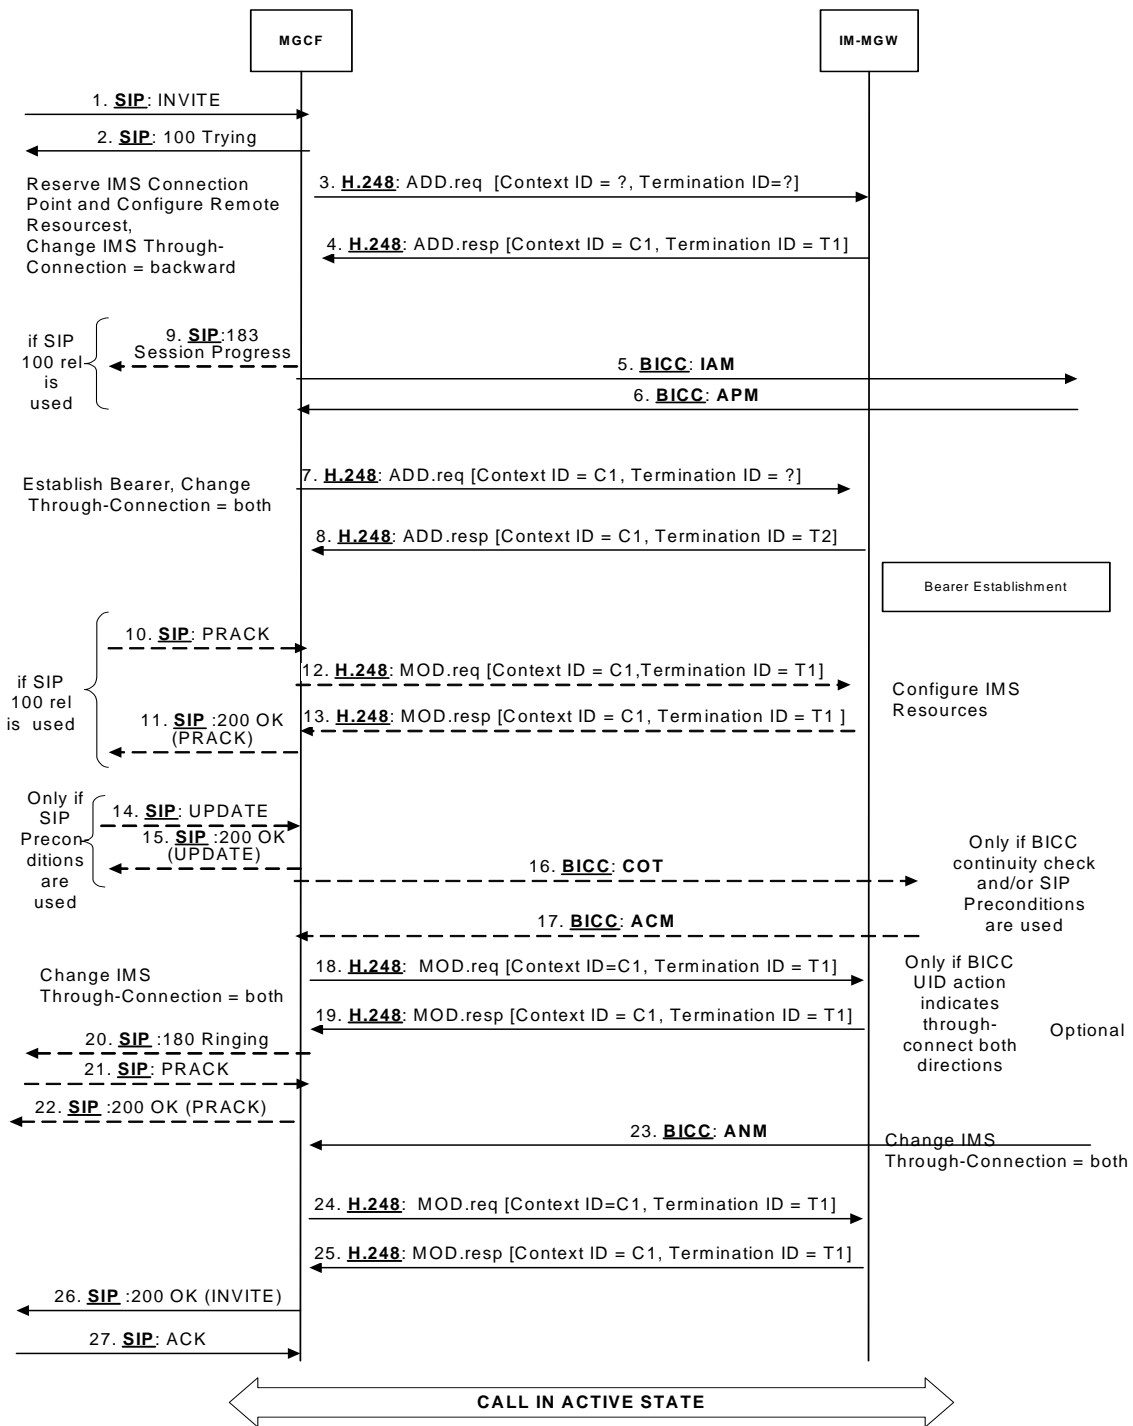 MGCF
IM-MGW
1. SIP: INVITE
2. SIP: 100 Trying
Reserve IMS Connection
Point and Configure Remote
Resourcest,
Change IMS Through-
Connection = backward
3. H.248: ADD.req [Context ID = ?, Termination ID=?]
4. H.248: ADD.resp [Context ID = C1, Termination ID = T1]
if SIP
100 rel
is
used
9. SIP:183
Session Progress
5. BICC: IAM
6. BICC: APM
Establish Bearer, Change
Through-Connection = both
7. H.248: ADD.req [Context ID = C1, Termination ID = ?]
8. H.248: ADD.resp [Context ID = C1, Termination ID = T2]
Bearer Establishment
if SIP
100 rel
is used
10. SIP: PRACK
12. H.248: MOD.req [Context ID = C1,Termination ID = T1]
11. SIP :200 OK
(PRACK)
13. H.248: MOD.resp [Context ID = C1, Termination ID = T1 ]
Configure IMS
Resources
Only if
SIP
Precon-
ditions
are
used
14. SIP: UPDATE
15. SIP :200 OK
(UPDATE)
16. BICC: COT
Only if BICC
continuity check
and/or SIP
Preconditions
are used
17. BICC: ACM
Change IMS
Through-Connection = both
18. H.248: MOD.req [Context ID=C1, Termination ID = T1]
19. H.248: MOD.resp [Context ID = C1, Termination ID = T1]
Only if BICC
UID action
indicates
through-
connect both
directions
Optional
20. SIP :180 Ringing
21. SIP: PRACK
22. SIP :200 OK (PRACK)
23. BICC: ANM
Change IMS
Through-Connection = both
24. H.248: MOD.req [Context ID=C1, Termination ID = T1]
25. H.248: MOD.resp [Context ID = C1, Termination ID = T1]
26. SIP :200 OK (INVITE)
27. SIP: ACK
CALL IN ACTIVE STATE